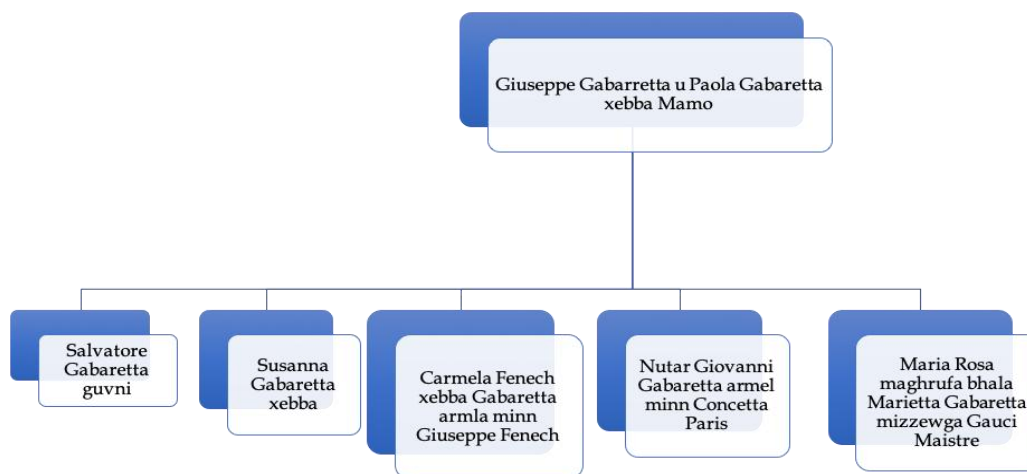 Giuseppe Gabarretta u Paola Gabaretta
xebba Mamo
Salvatore
Gabaretta
guvni
Susanna
Gabaretta
xebba
Carmela Fenech
xebba Gabaretta
armla minn
Giuseppe Fenech
Nutar Giovanni
Gabaretta armel
minn Concetta
Paris
Maria Rosa
maghrufa bhala
Marietta Gabaretta
mizzewga Gauci
Maistre